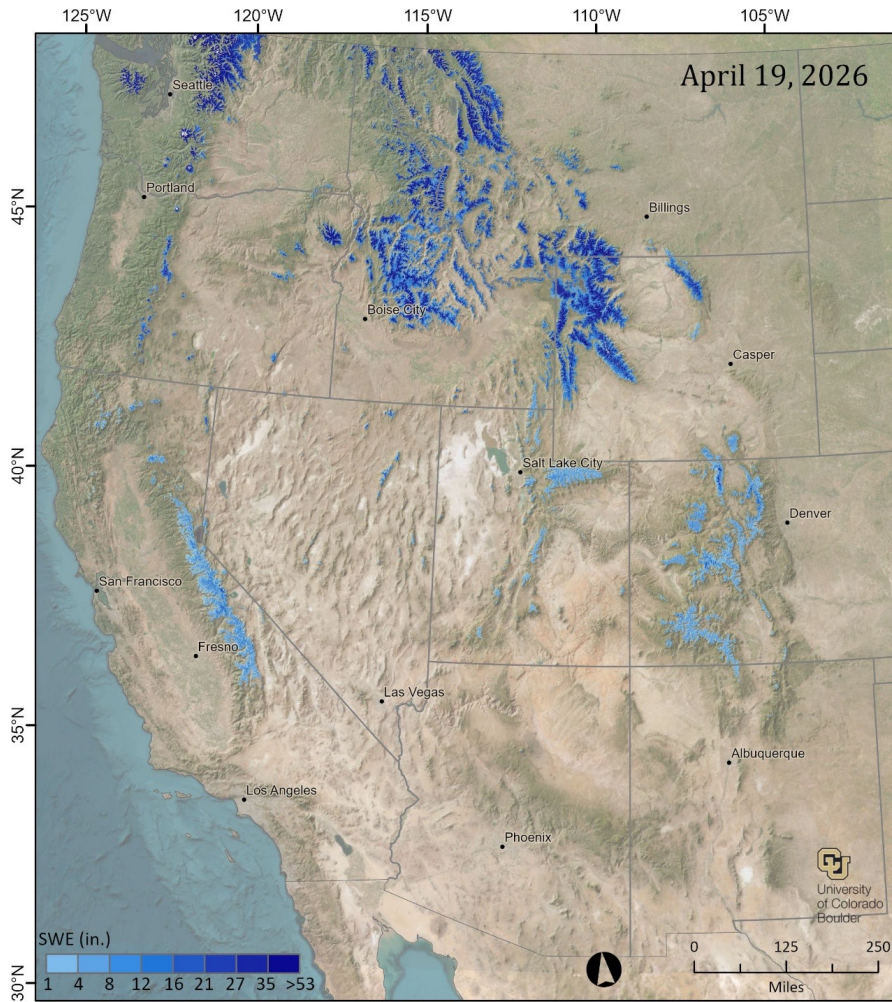 125°W 120°W 115°W 110°W 105°W
April 19, 2026
Seattle
45°N
Portland
Billings
Boise City
Casper
40°N
Salt Lake City
Denver
San Francisco
Fresno
Las Vegas
35°N
Albuquerque
Los Angeles
Phoenix
CU
University
of Colorado
Boulder
SWE (in.)
1 4 8 12 16 21 27 35 >53
0 125 250
Miles
30°N